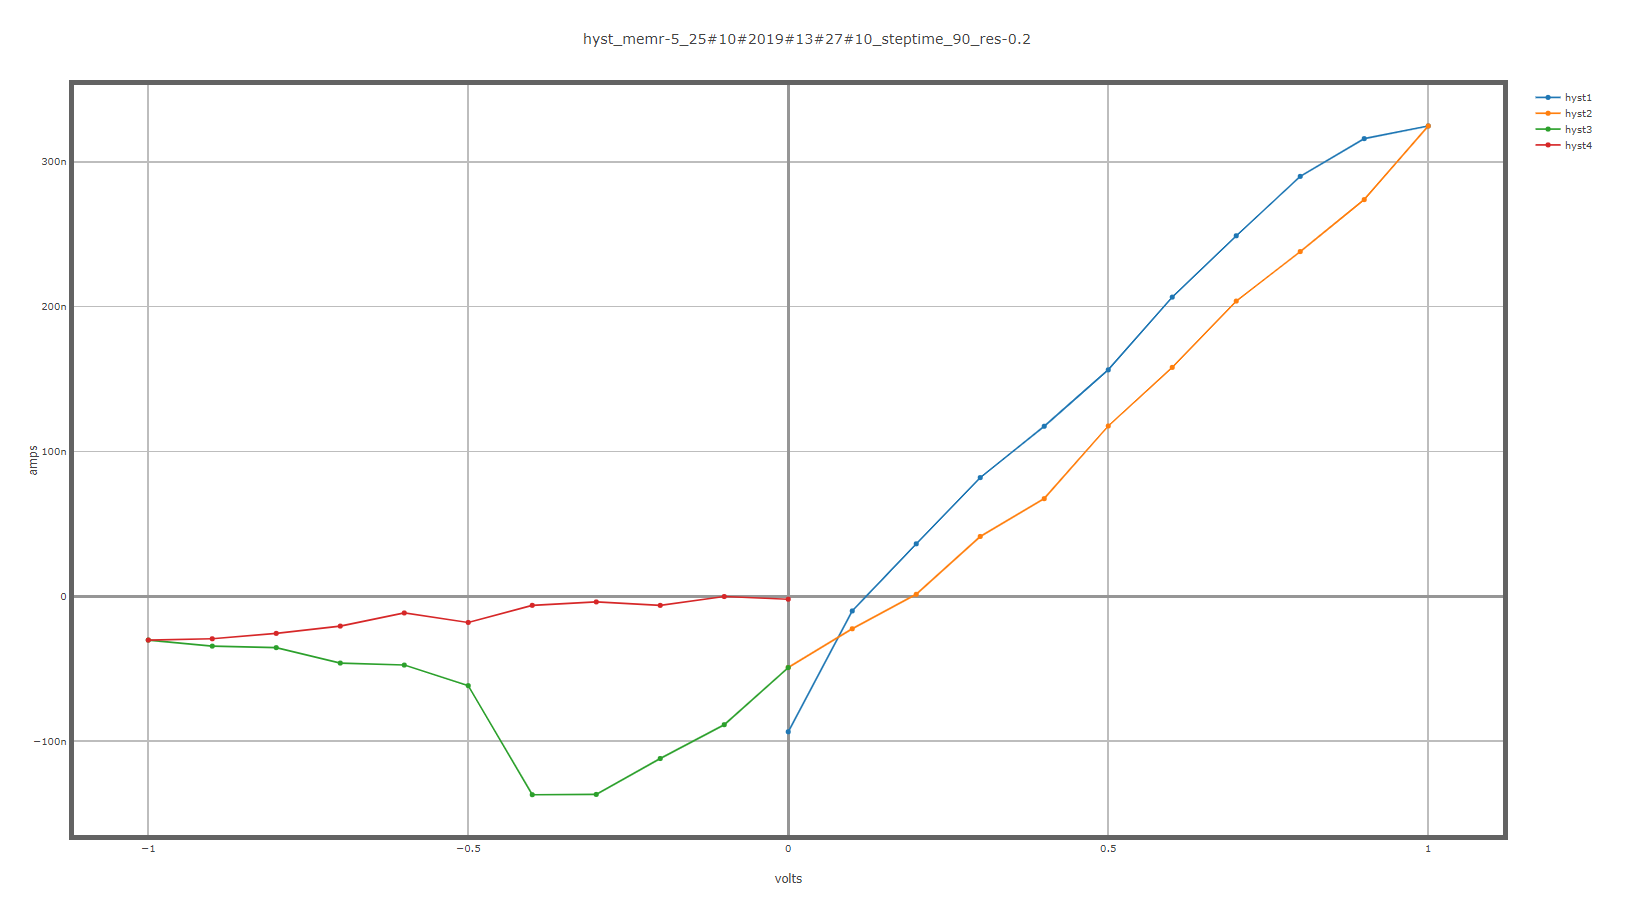 hyst_memr-5_25#10#2019#13#27#10_steptime_90_res-0.2
hyst1
hyst2
hyst3
hyst4
300n
200n
100n
0
−100n
amps
−1
−0.5
0
0.5
1
volts